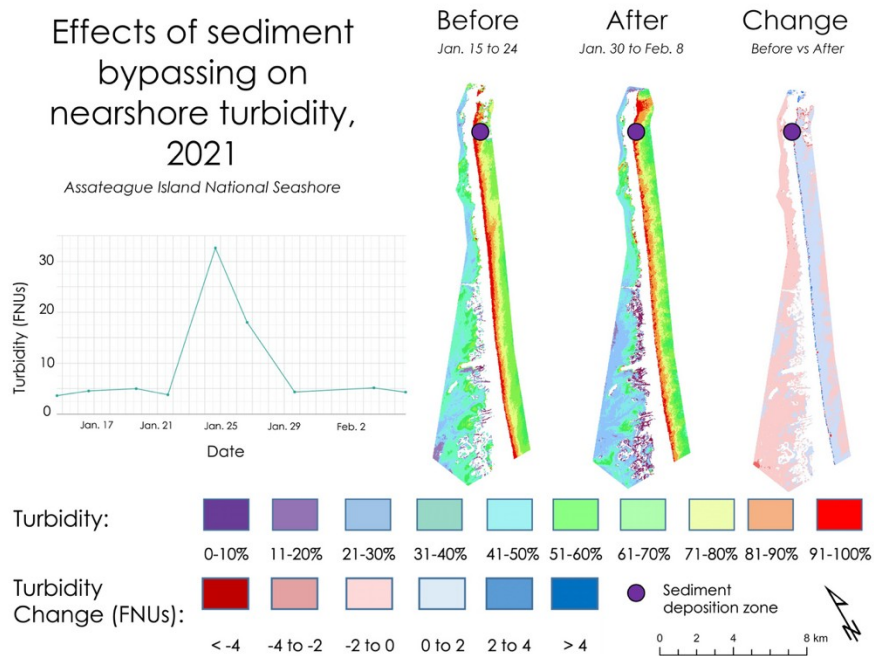 Effects of sediment
bypassing on
nearshore turbidity,
2021
Assateague Island National Seashore
Before
Jan. 15 to 24
After
Jan. 30 to Feb. 8
Change
Before vs After
Turbidity (FNUs)
30
20
10
0
Jan. 17 Jan. 21 Jan. 25 Jan. 29 Feb. 2
Date
Turbidity:
0-10% 11-20% 21-30% 31-40% 41-50% 51-60% 61-70% 71-80% 81-90% 91-100%
Turbidity
Change (FNUs):
< -4 -4 to -2 -2 to 0 0 to 2 2 to 4 > 4
Sediment
deposition zone
N
0 2 4 8 km